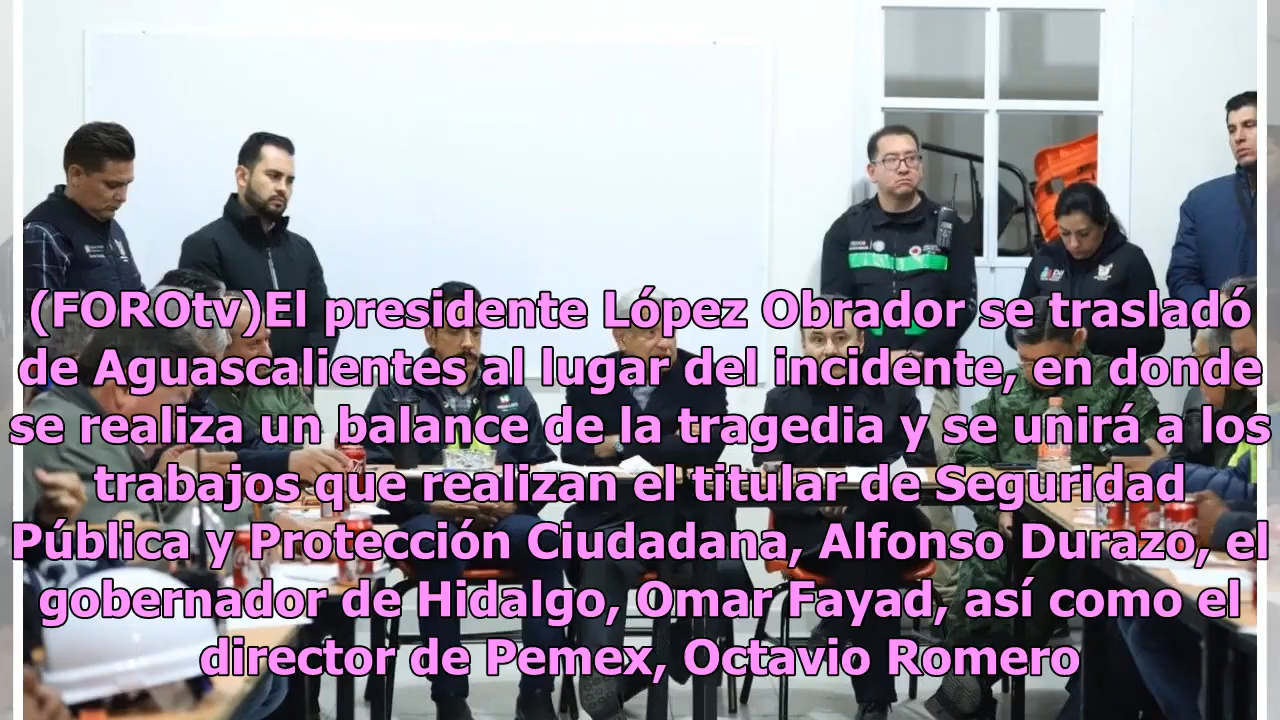 (FOROtv)El presidente López Obrador se trasladó
de Aguascalientes al lugar del incidente, en donde
se realiza un balance de la tragedia y se unirá a los
trabajos que realizan el titular de Seguridad
Pública y Protección Ciudadana, Alfonso Durazo, el
gobernador de Hidalgo, Omar Fayad, así como el
director de Pemex, Octavio Romero